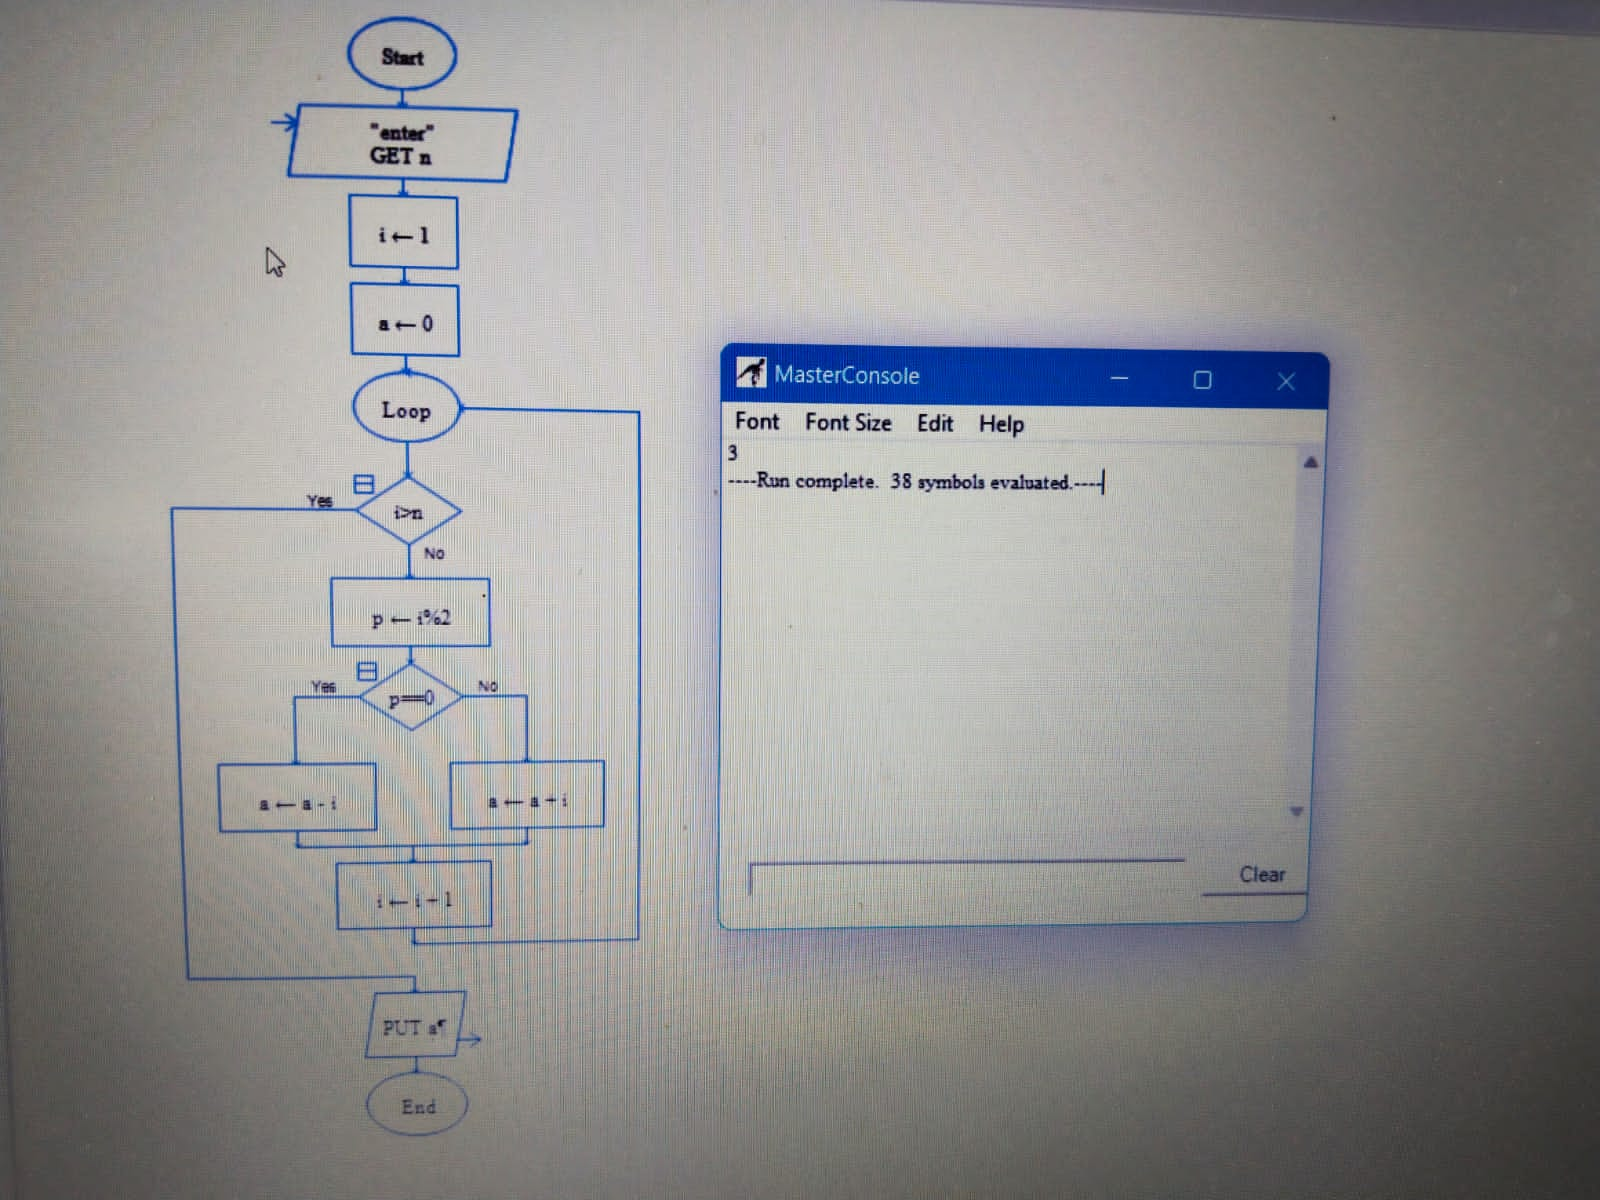 Start
"enter"
GET n
i ← 1
a ← 0
Loop
Yes
i>n
No
p ← i%2
Yes
p==0
No
a ← a - i
a ← a + i
i ← i + 1
PUT a¶
End
MasterConsole
Font Font Size Edit Help
3
----Run complete. 38 symbols evaluated.----
Clear